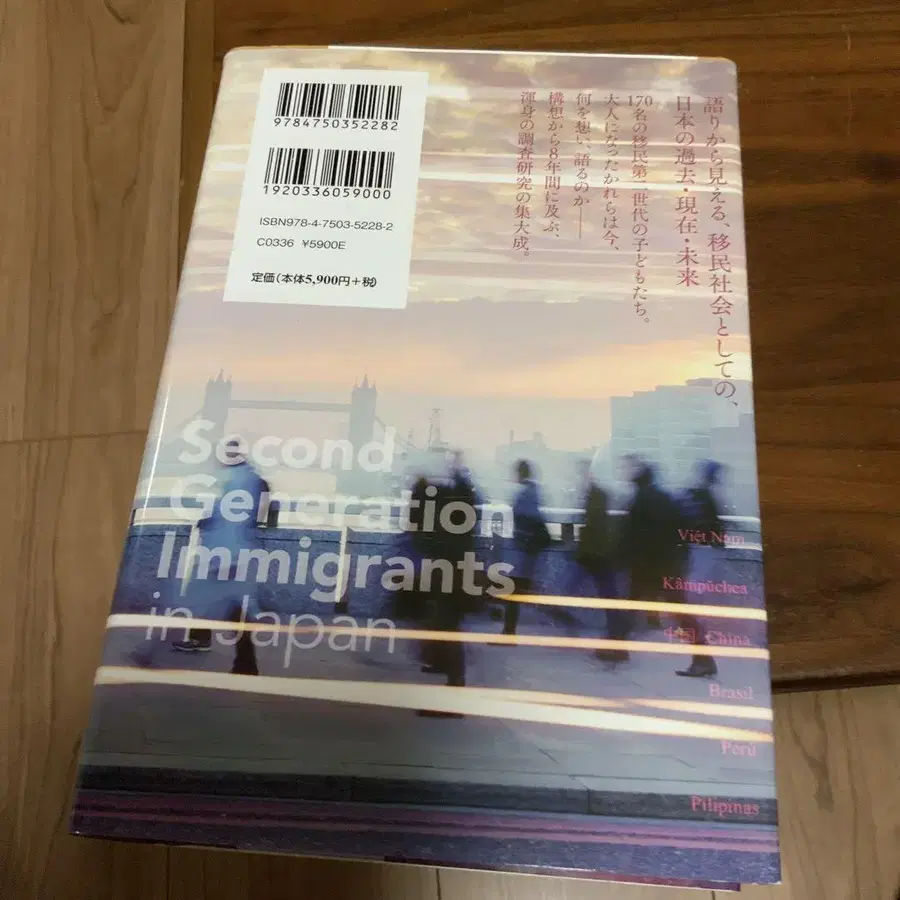 9784750352282
1920336059000
ISBN978-4-7503-5228-2
C0336 ¥5900E
定価（本体5,900円＋税）
語りから見える、移民社会としての、
日本の過去・現在・未来
170名の移民第二世代の子どもたち。
大人になったかれらは今、
何を想い、語るのか──
構想から8年間に及ぶ、
渾身の調査研究の集大成。
Second
Generation
Immigrants
in Japan
Việt Nam
Kâmpŭchea
中国 China
Brasil
Perú
Pilipinas